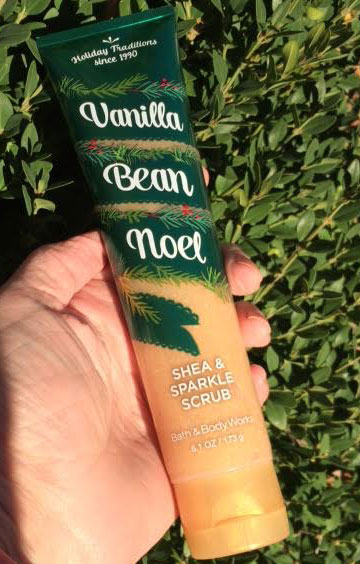 Holiday Traditions
since 1990
Vanilla
Bean
Noel
SHEA &
SPARKLE
SCRUB
Bath & Body Works
6.1 OZ / 173 g